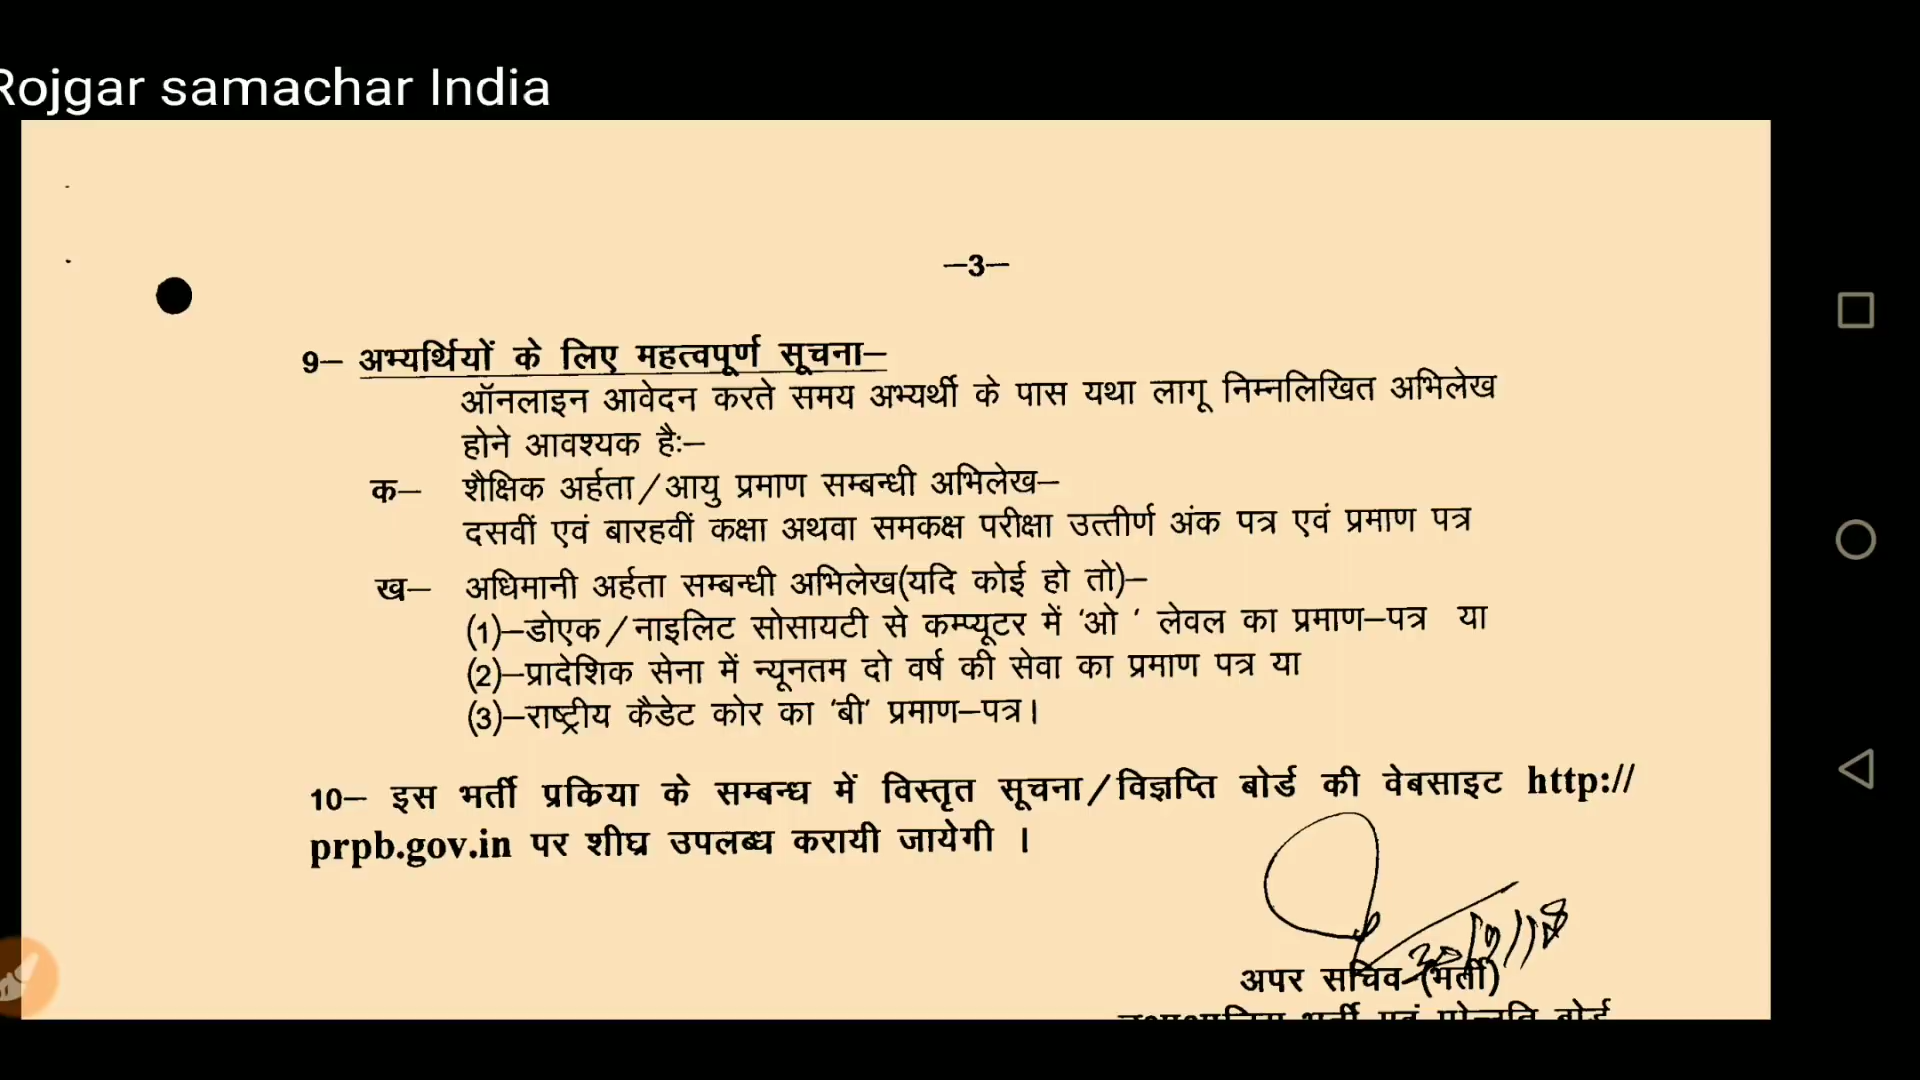 Rojgar samachar India
—3—
9— अभ्यर्थियों के लिए महत्वपूर्ण सूचना—
ऑनलाइन आवेदन करते समय अभ्यर्थी के पास यथा लागू निम्नलिखित अभिलेख
होने आवश्यक है:—
क— शैक्षिक अर्हता/आयु प्रमाण सम्बन्धी अभिलेख—
दसवीं एवं बारहवीं कक्षा अथवा समकक्ष परीक्षा उत्तीर्ण अंक पत्र एवं प्रमाण पत्र
ख— अधिमानी अर्हता सम्बन्धी अभिलेख(यदि कोई हो तो)—
(1)—डोएक/नाइलिट सोसायटी से कम्प्यूटर में 'ओ ' लेवल का प्रमाण—पत्र या
(2)—प्रादेशिक सेना में न्यूनतम दो वर्ष की सेवा का प्रमाण पत्र या
(3)—राष्ट्रीय कैडेट कोर का 'बी' प्रमाण—पत्र।
10— इस भर्ती प्रकिया के सम्बन्ध में विस्तृत सूचना/विज्ञप्ति बोर्ड की वेबसाइट http://
prpb.gov.in पर शीघ्र उपलब्ध करायी जायेगी ।
अपर सचिव (भर्ती)
भर्ती एवं प्रोन्नति बोर्ड